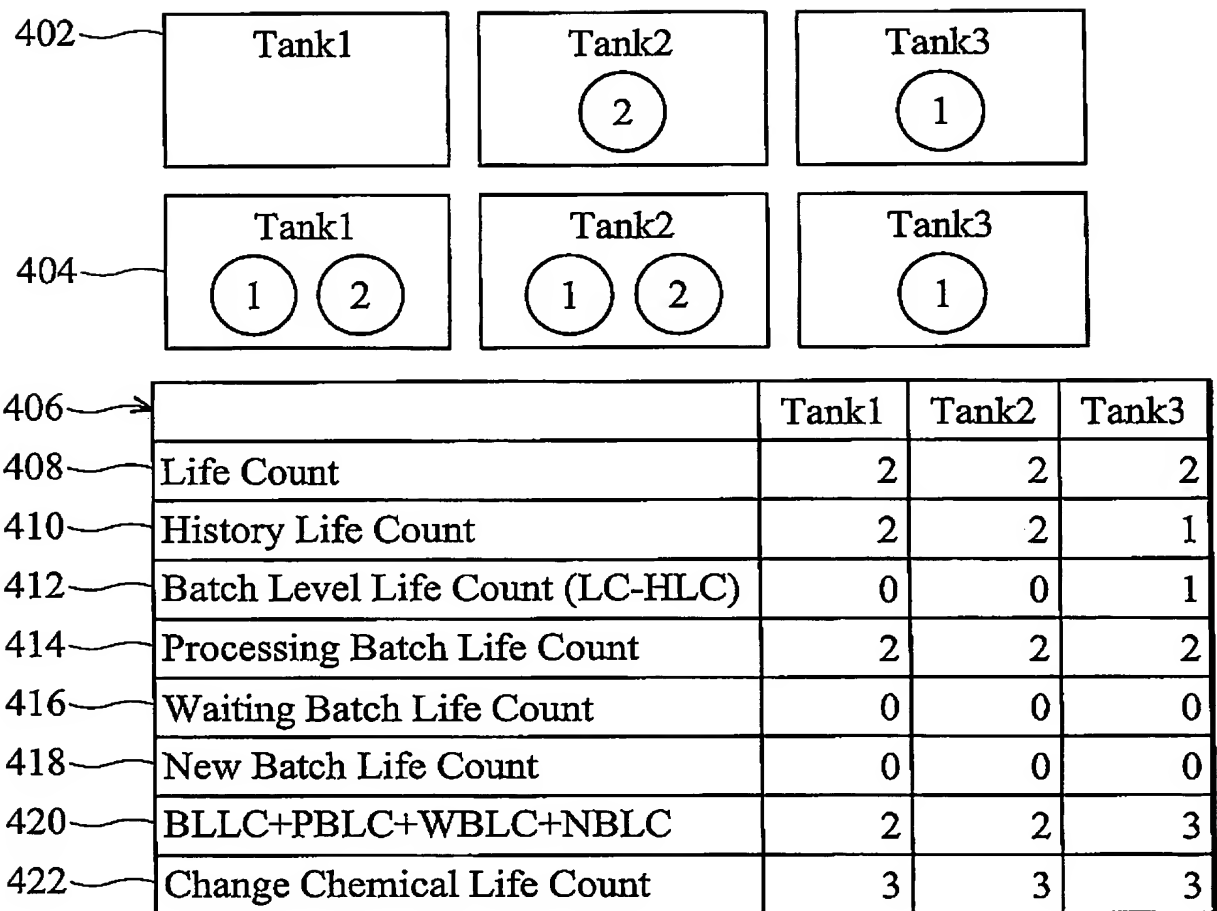 402 Tank1 Tank2 Tank3
2 1
404 Tank1 Tank2 Tank3
1 2 1 2 1
406 Tank1 Tank2 Tank3
408 Life Count 2 2 2
410 History Life Count 2 2 1
412 Batch Level Life Count (LC-HLC) 0 0 1
414 Processing Batch Life Count 2 2 2
416 Waiting Batch Life Count 0 0 0
418 New Batch Life Count 0 0 0
420 BLLC+PBLC+WBLC+NBLC 2 2 3
422 Change Chemical Life Count 3 3 3